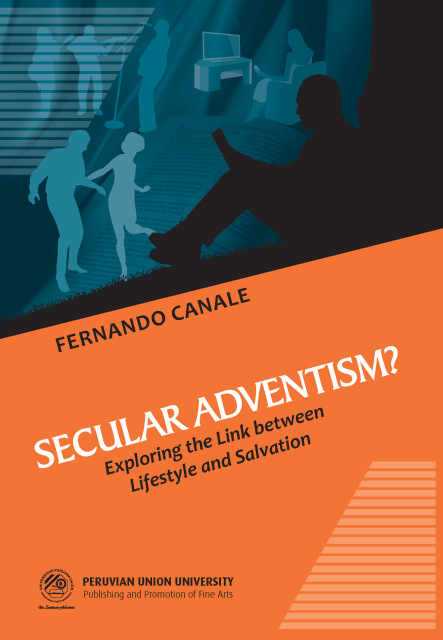 FERNANDO CANALE
SECULAR ADVENTISM?
Exploring the Link between
Lifestyle and Salvation
PERUVIAN UNION UNIVERSITY
Publishing and Promotion of Fine Arts